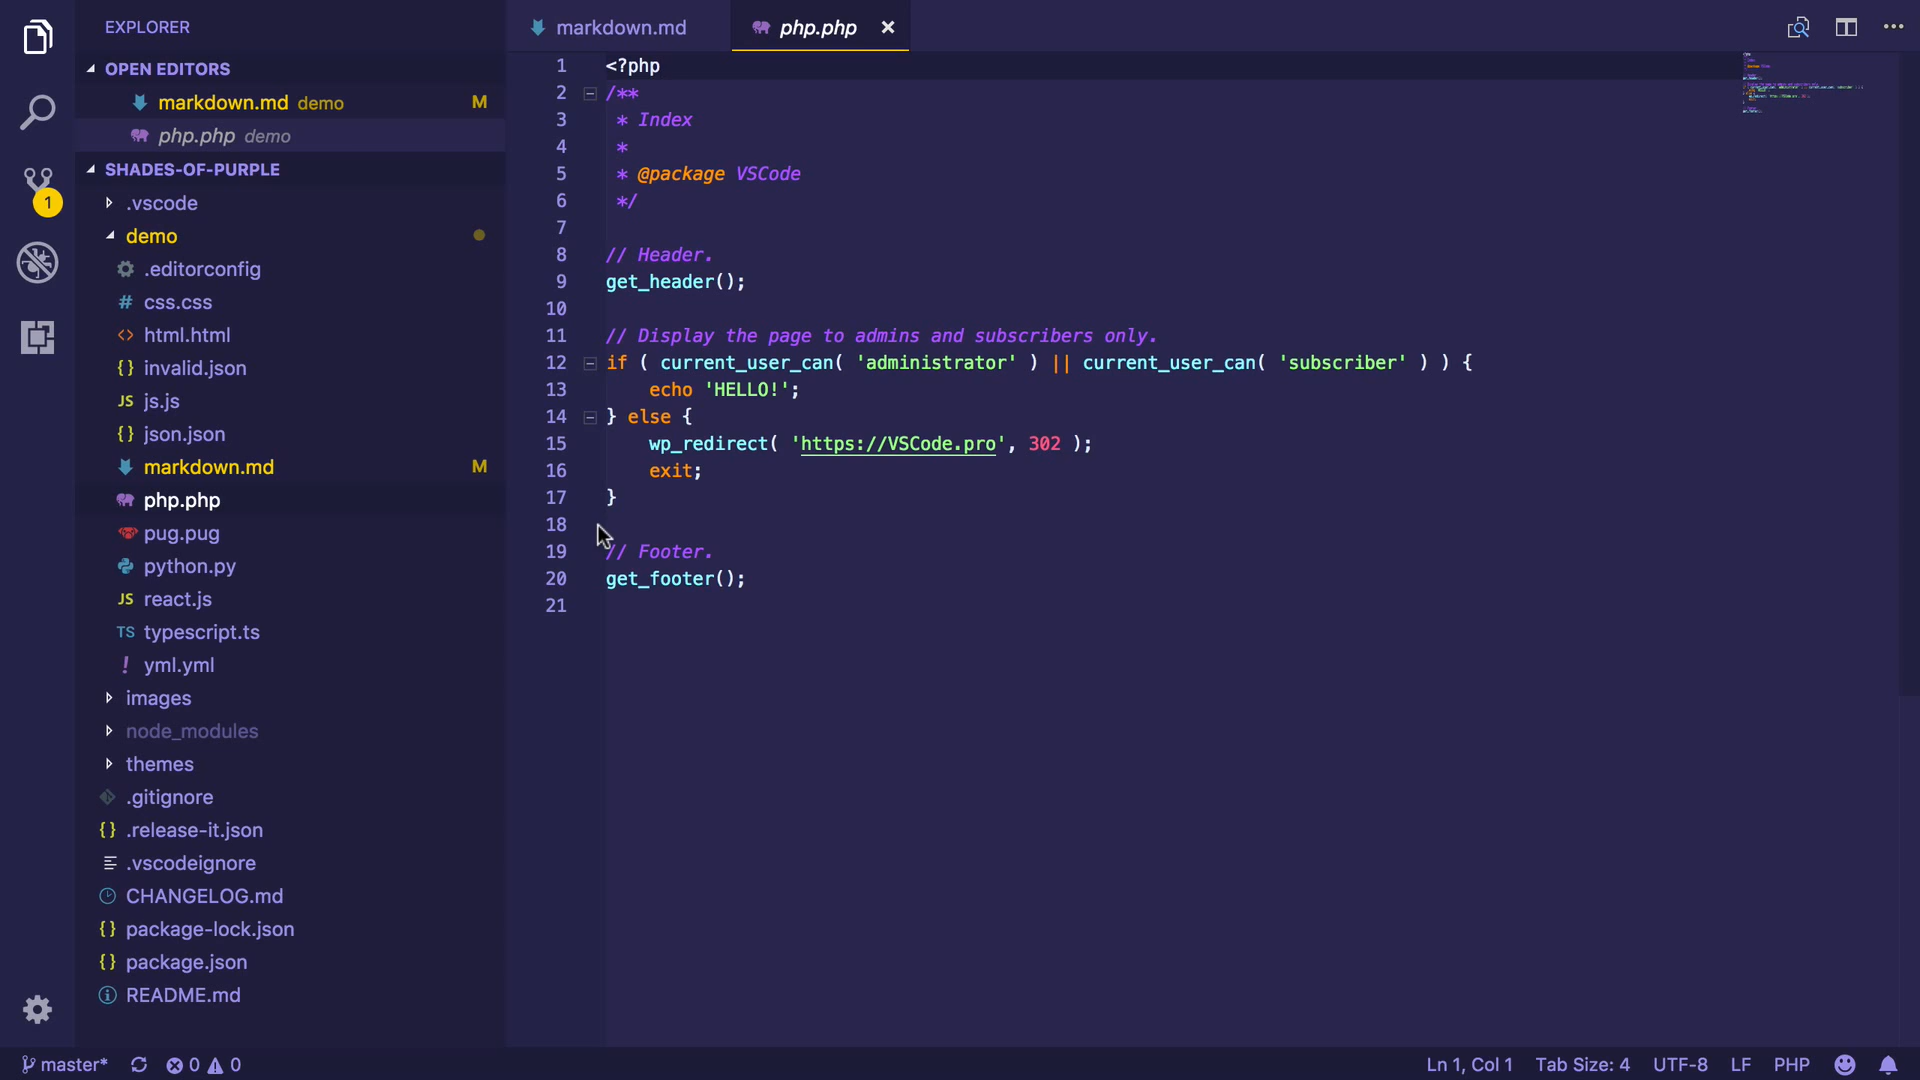 EXPLORER
OPEN EDITORS
markdown.md demo M
php.php demo
SHADES-OF-PURPLE
.vscode
demo
.editorconfig
# css.css
<> html.html
{} invalid.json
JS js.js
{} json.json
markdown.md M
php.php
pug.pug
python.py
JS react.js
TS typescript.ts
! yml.yml
images
node_modules
themes
.gitignore
{} .release-it.json
.vscodeignore
CHANGELOG.md
{} package-lock.json
{} package.json
README.md
1
markdown.md
php.php
1 <?php
2 /**
3 * Index
4 *
5 * @package VSCode
6 */
7
8 // Header.
9 get_header();
10
11 // Display the page to admins and subscribers only.
12 if ( current_user_can( 'administrator' ) || current_user_can( 'subscriber' ) ) {
13 echo 'HELLO!';
14 } else {
15 wp_redirect( 'https://VSCode.pro', 302 );
16 exit;
17 }
18
19 // Footer.
20 get_footer();
21
master* 0 0 Ln 1, Col 1 Tab Size: 4 UTF-8 LF PHP